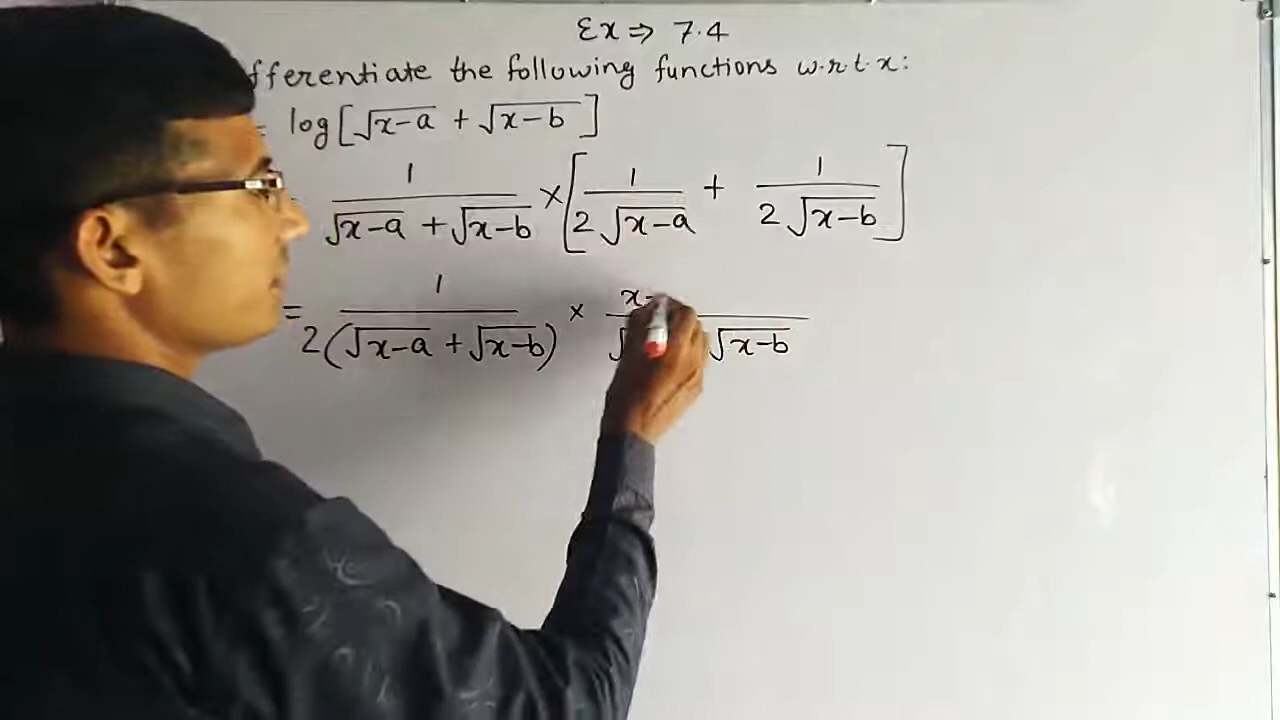 Ex ⇒ 7.4
fferentiate the following functions w.r.t x:
= log[√(x-a) + √(x-b)]
1/(√(x-a) + √(x-b)) × [1/(2√(x-a)) + 1/(2√(x-b))]
= 1/(2(√(x-a) + √(x-b))) × x- / √ √(x-b)